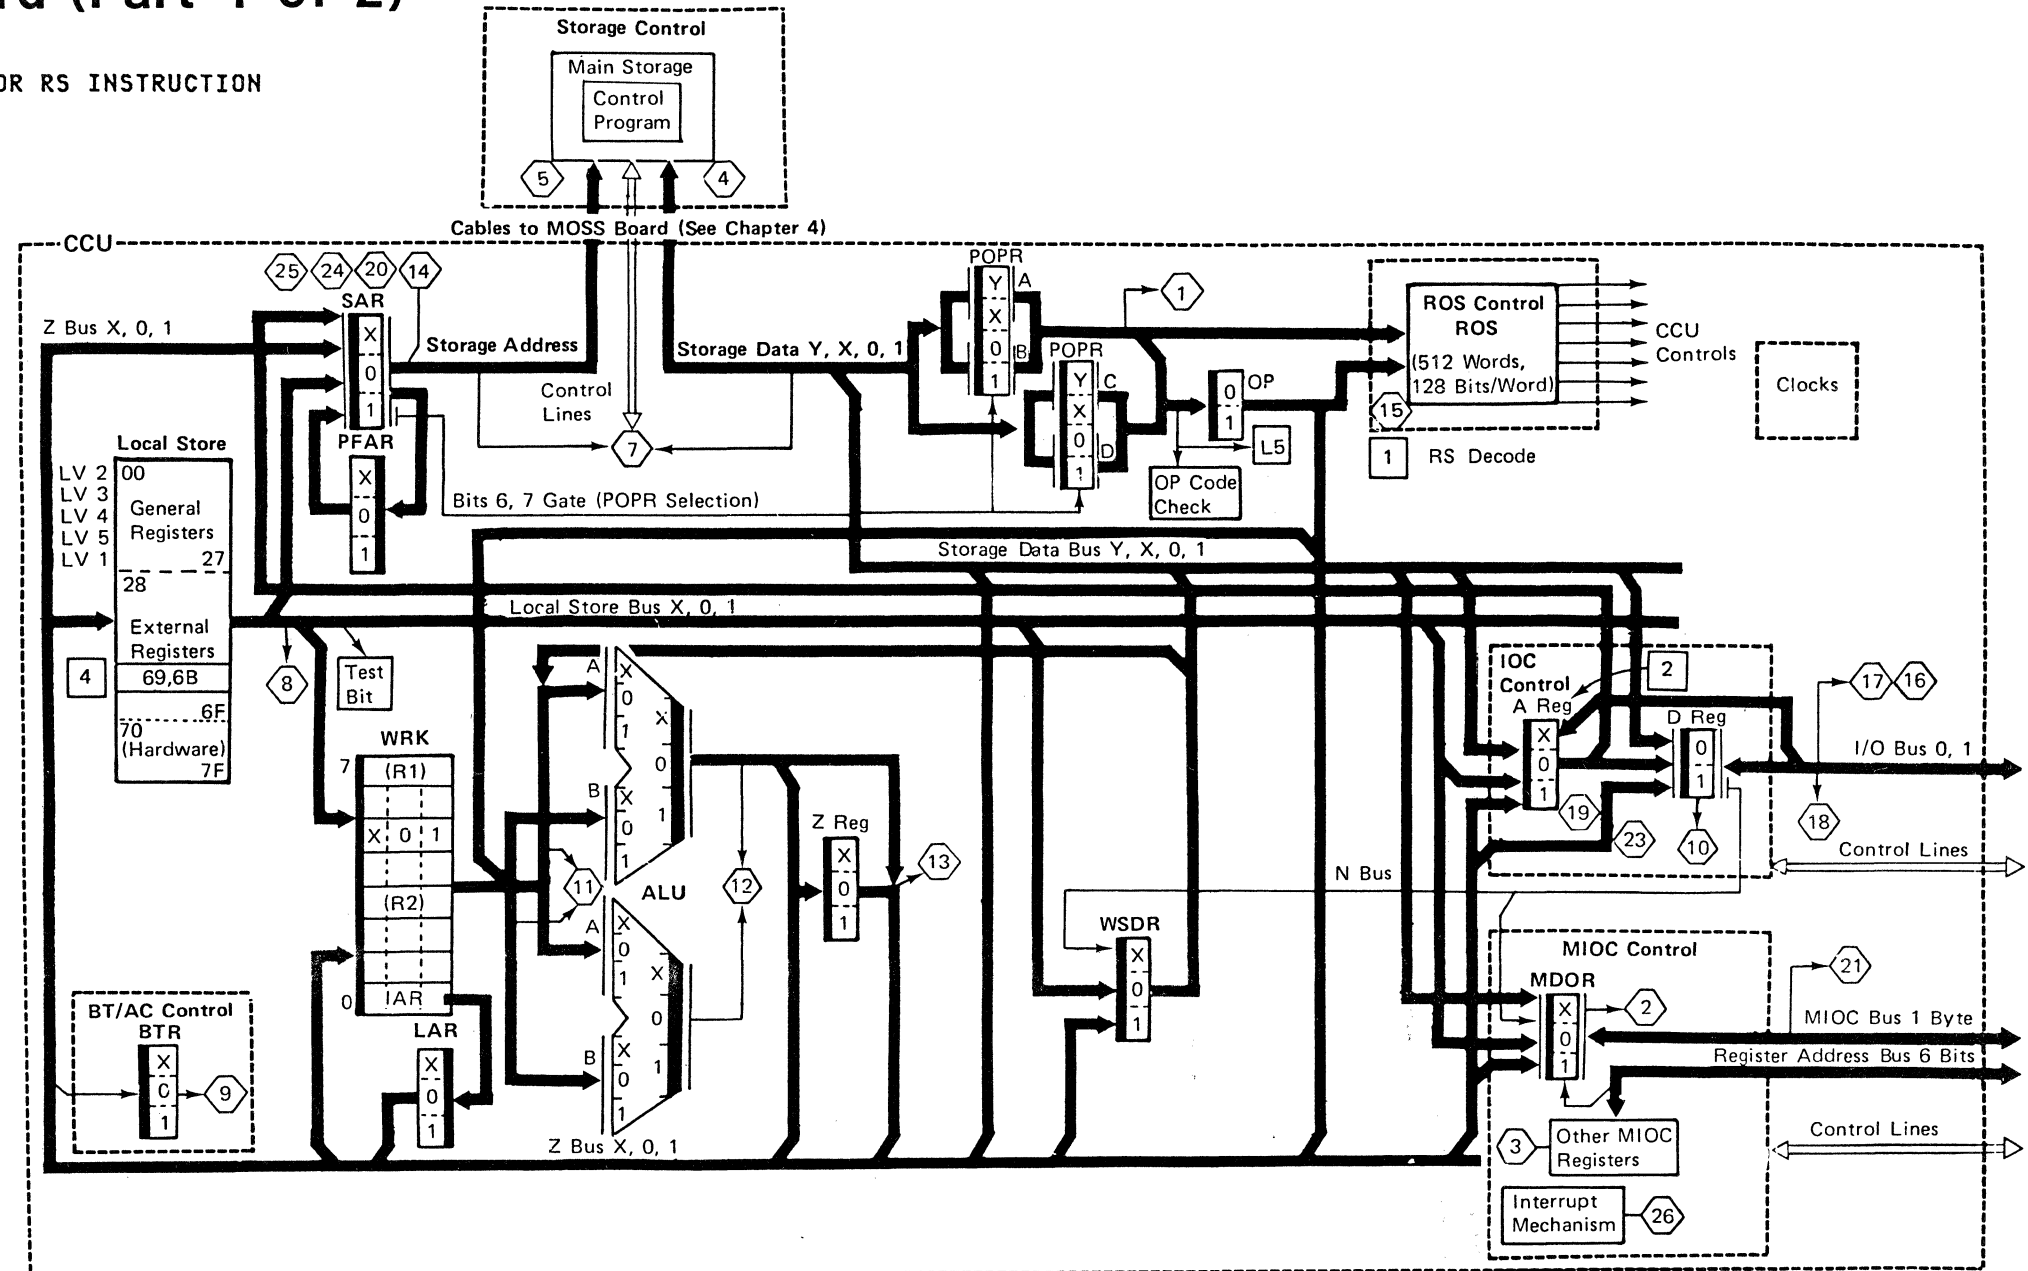 (Part 1 of 2)
OR RS INSTRUCTION
Storage Control
Main Storage
Control
Program
5
4
Cables to MOSS Board (See Chapter 4)
CCU
25
24
20
14
SAR
X
0
1
Z Bus X, 0, 1
Storage Address
Control
Lines
7
Storage Data Y, X, 0, 1
POPR
Y
X
0
1
A
B
POPR
Y
X
0
1
C
D
1
OP
0
1
L5
OP Code
Check
ROS Control
ROS
(512 Words,
128 Bits/Word)
15
CCU
Controls
Clocks
1 RS Decode
PFAR
X
0
1
Bits 6, 7 Gate (POPR Selection)
Local Store
LV 2
LV 3
LV 4
LV 5
LV 1
00
General
Registers
27
28
External
Registers
69,6B
6F
70
(Hardware)
7F
4
8
Test
Bit
Storage Data Bus Y, X, 0, 1
Local Store Bus X, 0, 1
WRK
7
(R1)
X 0 1
(R2)
IAR
0
LAR
X
0
1
A
X
0
1
B
X
0
1
X
0
1
ALU
A
X
0
1
B
X
0
1
X
0
1
11
12
Z Reg
X
0
1
13
WSDR
X
0
1
N Bus
IOC
Control
A Reg
X
0
1
2
D Reg
0
1
19
23
10
17
16
18
I/O Bus 0, 1
Control Lines
MIOC Control
MDOR
X
0
1
2
21
MIOC Bus 1 Byte
Register Address Bus 6 Bits
3
Other MIOC
Registers
Control Lines
Interrupt
Mechanism
26
BT/AC Control
BTR
X
C
1
9
Z Bus X, 0, 1